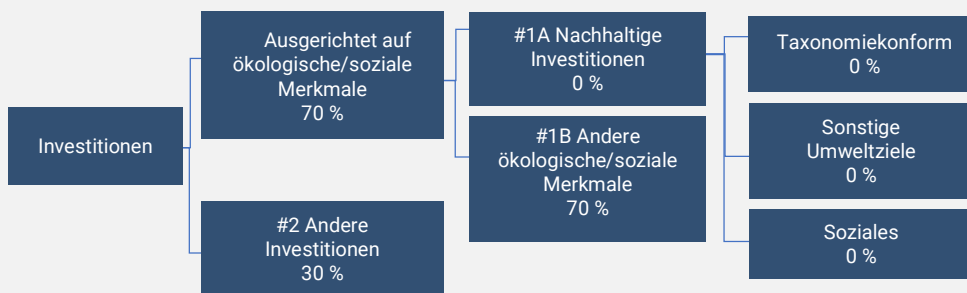 Investitionen
Ausgerichtet auf
ökologische/soziale
Merkmale
70 %
#2 Andere
Investitionen
30 %
#1A Nachhaltige
Investitionen
0 %
#1B Andere
ökologische/soziale
Merkmale
70 %
Taxonomiekonform
0 %
Sonstige
Umweltziele
0 %
Soziales
0 %